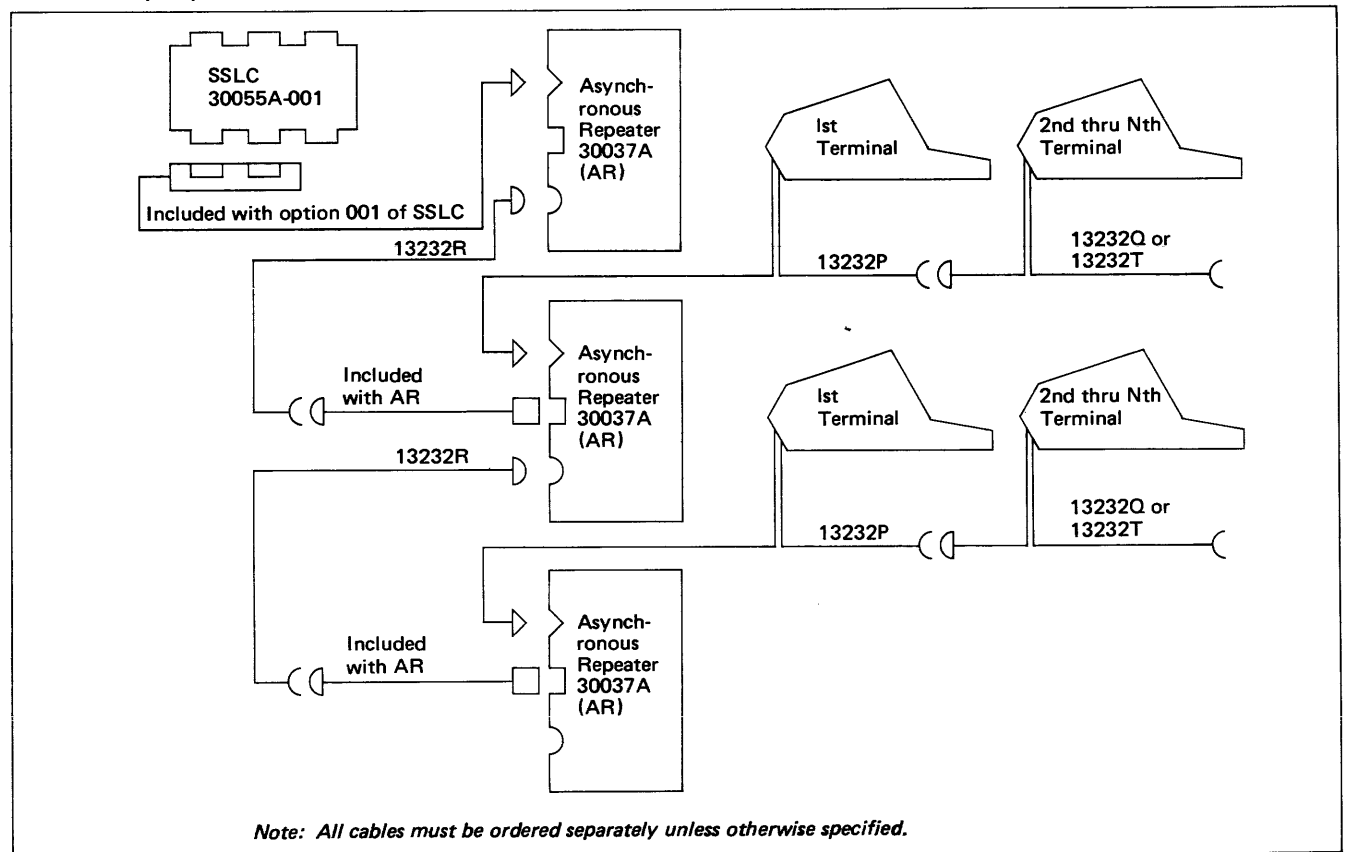 SSLC
30055A-001
Included with option 001 of SSLC
Asynch-
ronous
Repeater
30037A
(AR)
1st
Terminal
2nd thru Nth
Terminal
13232R
13232P
13232Q or
13232T
Included
with AR
Asynch-
ronous
Repeater
30037A
(AR)
1st
Terminal
2nd thru Nth
Terminal
13232R
13232P
13232Q or
13232T
Included
with AR
Asynch-
ronous
Repeater
30037A
(AR)
Note: All cables must be ordered separately unless otherwise specified.